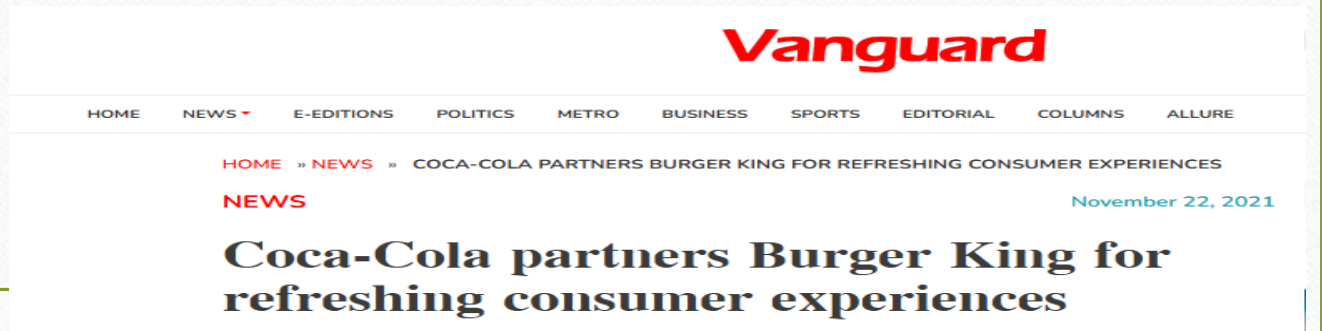 Vanguard
HOME NEWS E-EDITIONS POLITICS METRO BUSINESS SPORTS EDITORIAL COLUMNS ALLURE
HOME » NEWS » COCA-COLA PARTNERS BURGER KING FOR REFRESHING CONSUMER EXPERIENCES
NEWS November 22, 2021
Coca-Cola partners Burger King for
refreshing consumer experiences